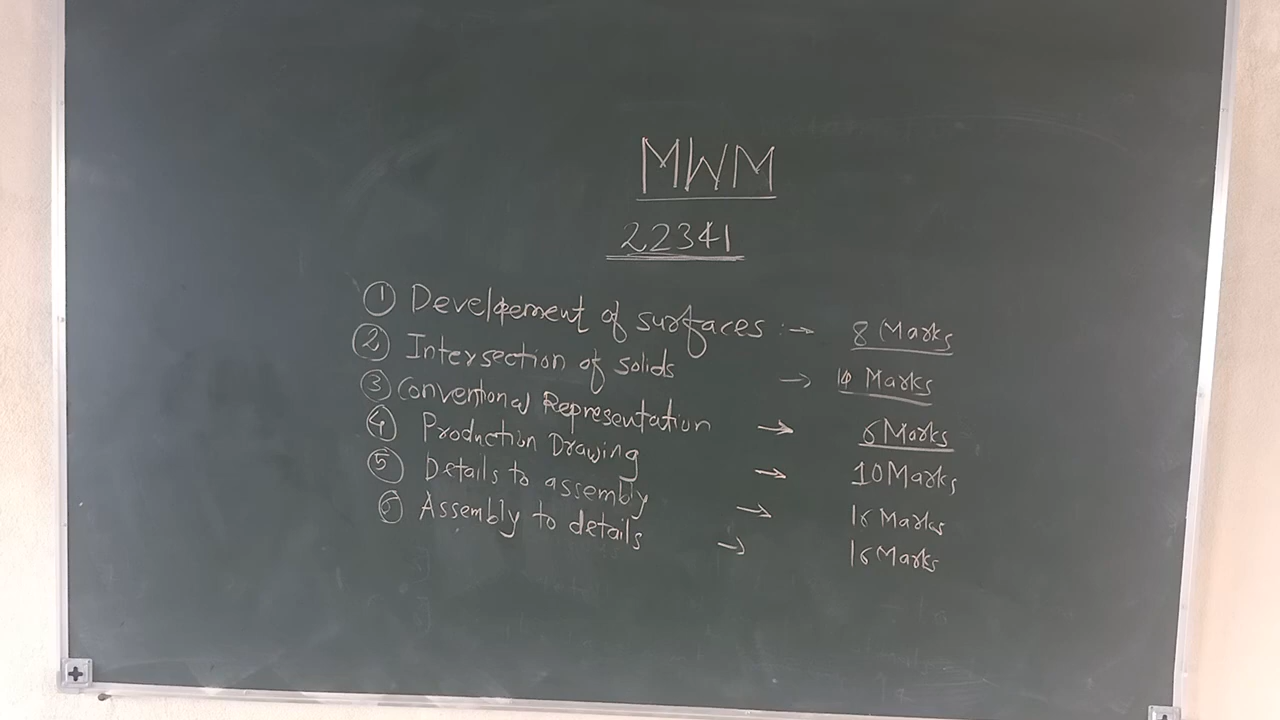 MWM
22341
① Development of surfaces :→ 8 Marks
② Intersection of solids → 14 Marks
③ Conventional Representation → 6 Marks
④ Production Drawing → 10 Marks
⑤ Details to assembly → 16 Marks
⑥ Assembly to details → 16 Marks